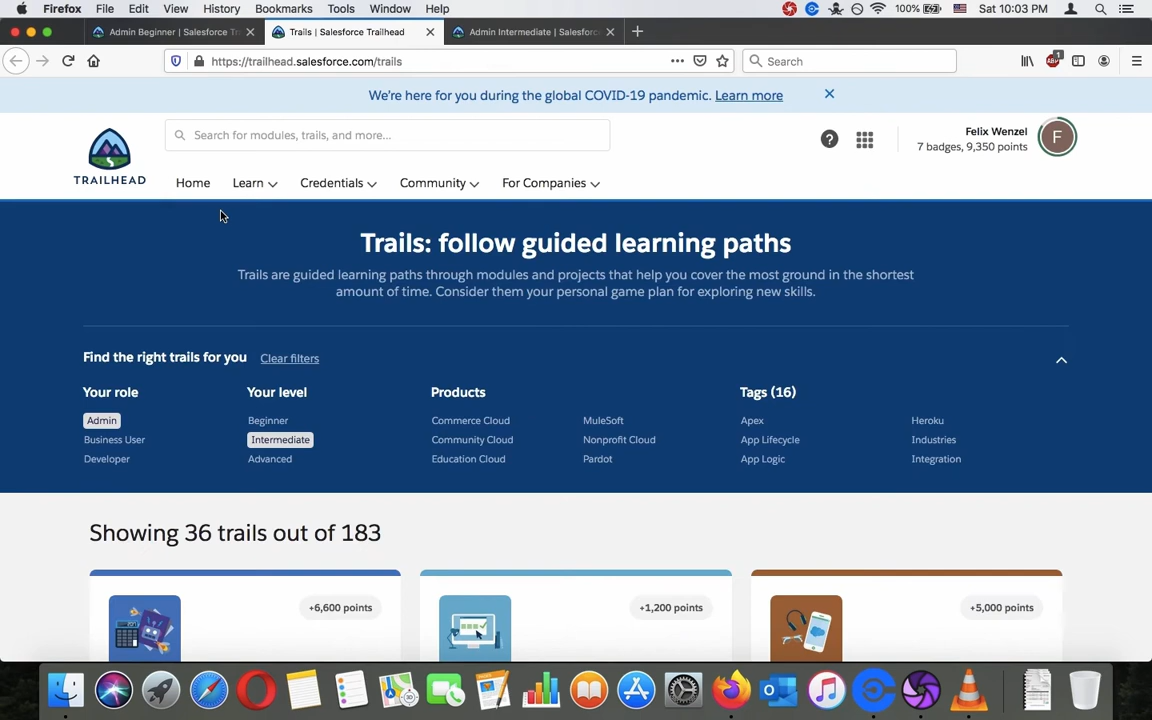 Firefox File Edit View History Bookmarks Tools Window Help 100% Sat 10:03 PM
Admin Beginner | Salesforce Tr
Trails | Salesforce Trailhead
Admin Intermediate | Salesforc
https://trailhead.salesforce.com/trails
Search
ABP 1
We're here for you during the global COVID-19 pandemic. Learn more
Search for modules, trails, and more...
TRAILHEAD
Felix Wenzel
7 badges, 9,350 points
F
Home Learn Credentials Community For Companies
Trails: follow guided learning paths
Trails are guided learning paths through modules and projects that help you cover the most ground in the shortest
amount of time. Consider them your personal game plan for exploring new skills.
Find the right trails for you Clear filters
Your role
Admin
Business User
Developer
Your level
Beginner
Intermediate
Advanced
Products
Commerce Cloud
Community Cloud
Education Cloud
MuleSoft
Nonprofit Cloud
Pardot
Tags (16)
Apex
App Lifecycle
App Logic
Heroku
Industries
Integration
Showing 36 trails out of 183
+6,600 points
+1,200 points
+5,000 points